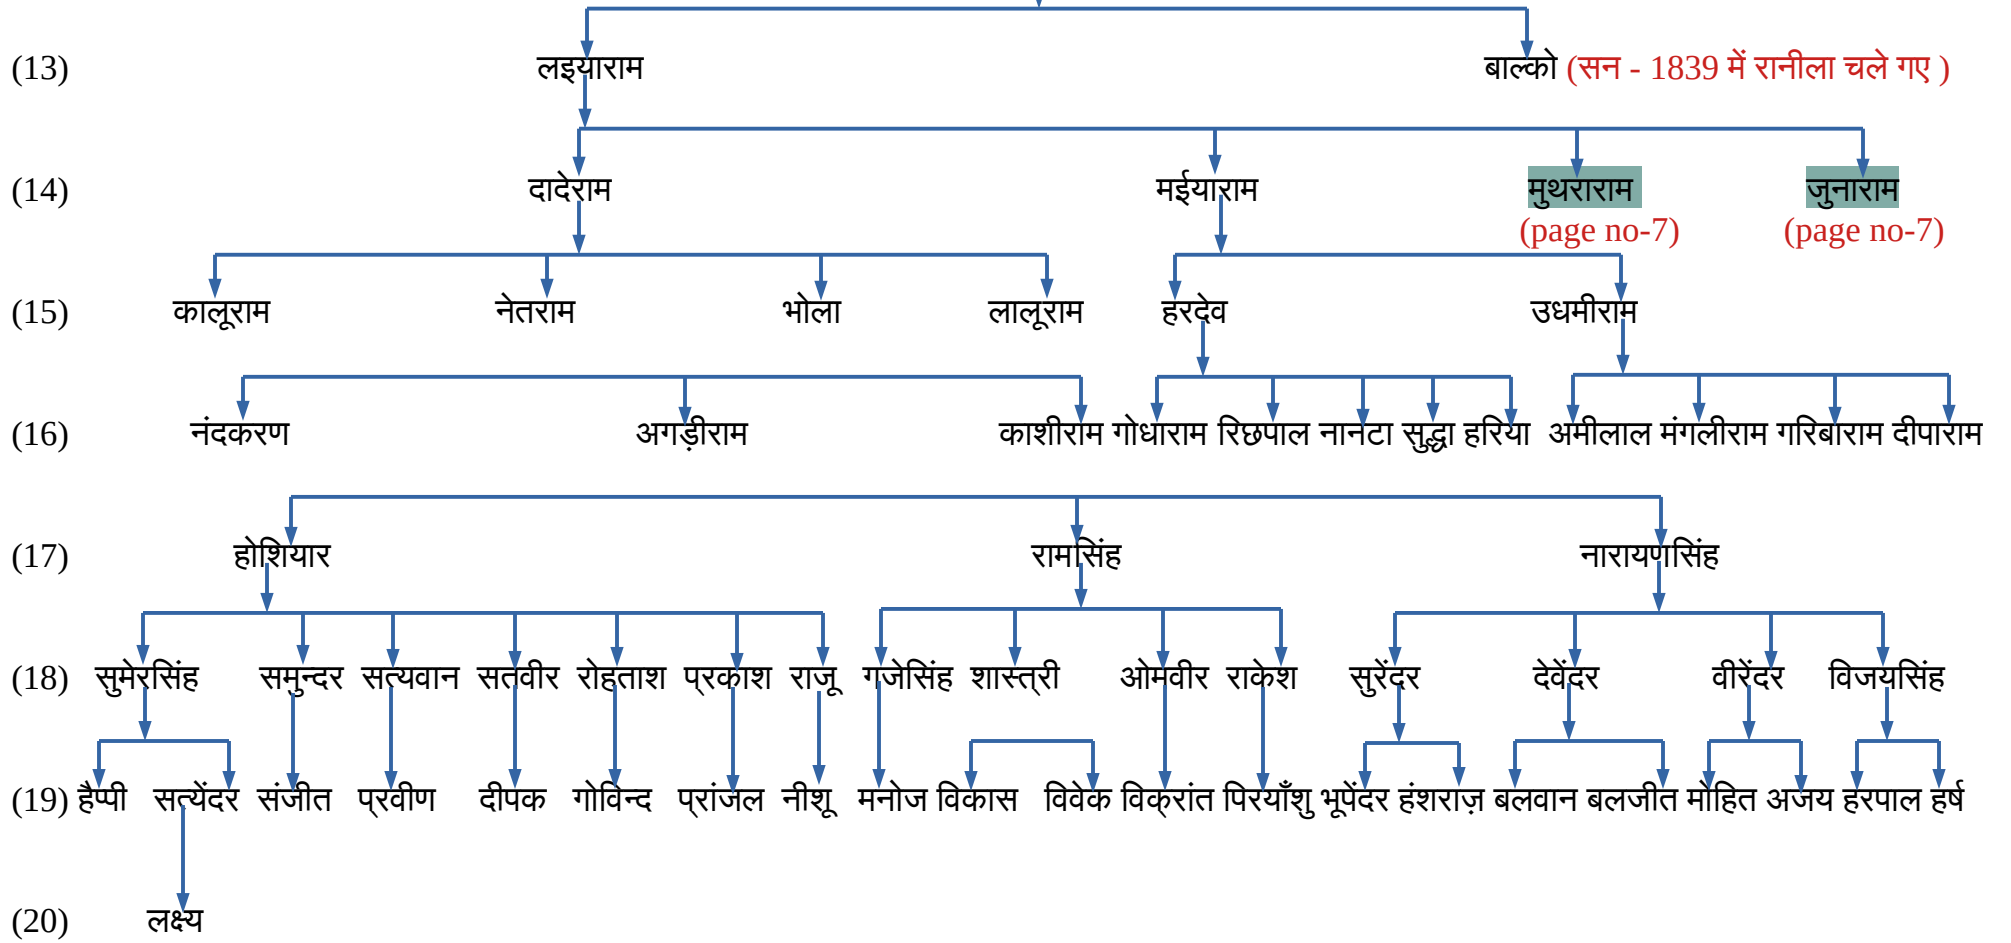 (13) लइयाराम बाल्को (सन - 1839 में रानीला चले गए )
(14) दादेराम मईयाराम मुथराराम जुनाराम
(page no-7) (page no-7)
(15) कालूराम नेतराम भोला लालूराम हरदेव उधमीराम
(16) नंदकरण अगड़ीराम काशीराम गोधाराम रिछपाल नानटा सुद्धा हरिया अमीलाल मंगलीराम गरिबाराम दीपाराम
(17) होशियार रामसिंह नारायणसिंह
(18) सुमेरसिंह समुन्दर सत्यवान सतवीर रोहताश प्रकाश राजू गजेसिंह शास्त्री ओमवीर राकेश सुरेंदर देवेंदर वीरेंदर विजयसिंह
(19) हैप्पी सत्येंदर संजीत प्रवीण दीपक गोविन्द प्रांजल नीशू मनोज विकास विवेक विक्रांत पिरयाँशु भूपेंदर हंशराज़ बलवान बलजीत मोहित अजय हरपाल हर्ष
(20) लक्ष्य